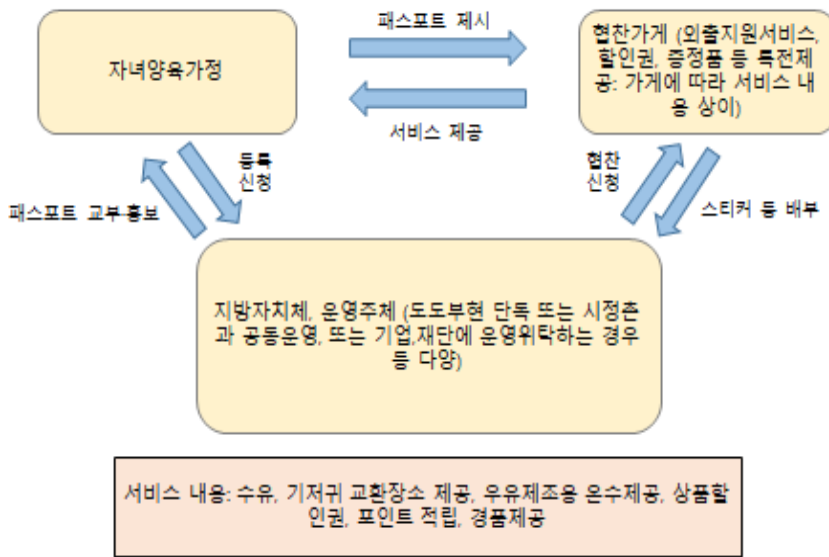 패스포트 제시
자녀양육가정
협찬가게 (외출지원서비스,
할인권, 증정품 등 특전제
공: 가게에 따라 서비스 내
용 상이)
서비스 제공
등록
신청
협찬
신청
패스포트 교부·홍보
스티커 등 배부
지방자치체, 운영주체 (도도부현 단독 또는 시정촌
과 공동운영, 또는 기업,재단에 운영위탁하는 경우
등 다양)
서비스 내용: 수유, 기저귀 교환장소 제공, 우유제조용 온수제공, 상품할
인권, 포인트 적립, 경품제공